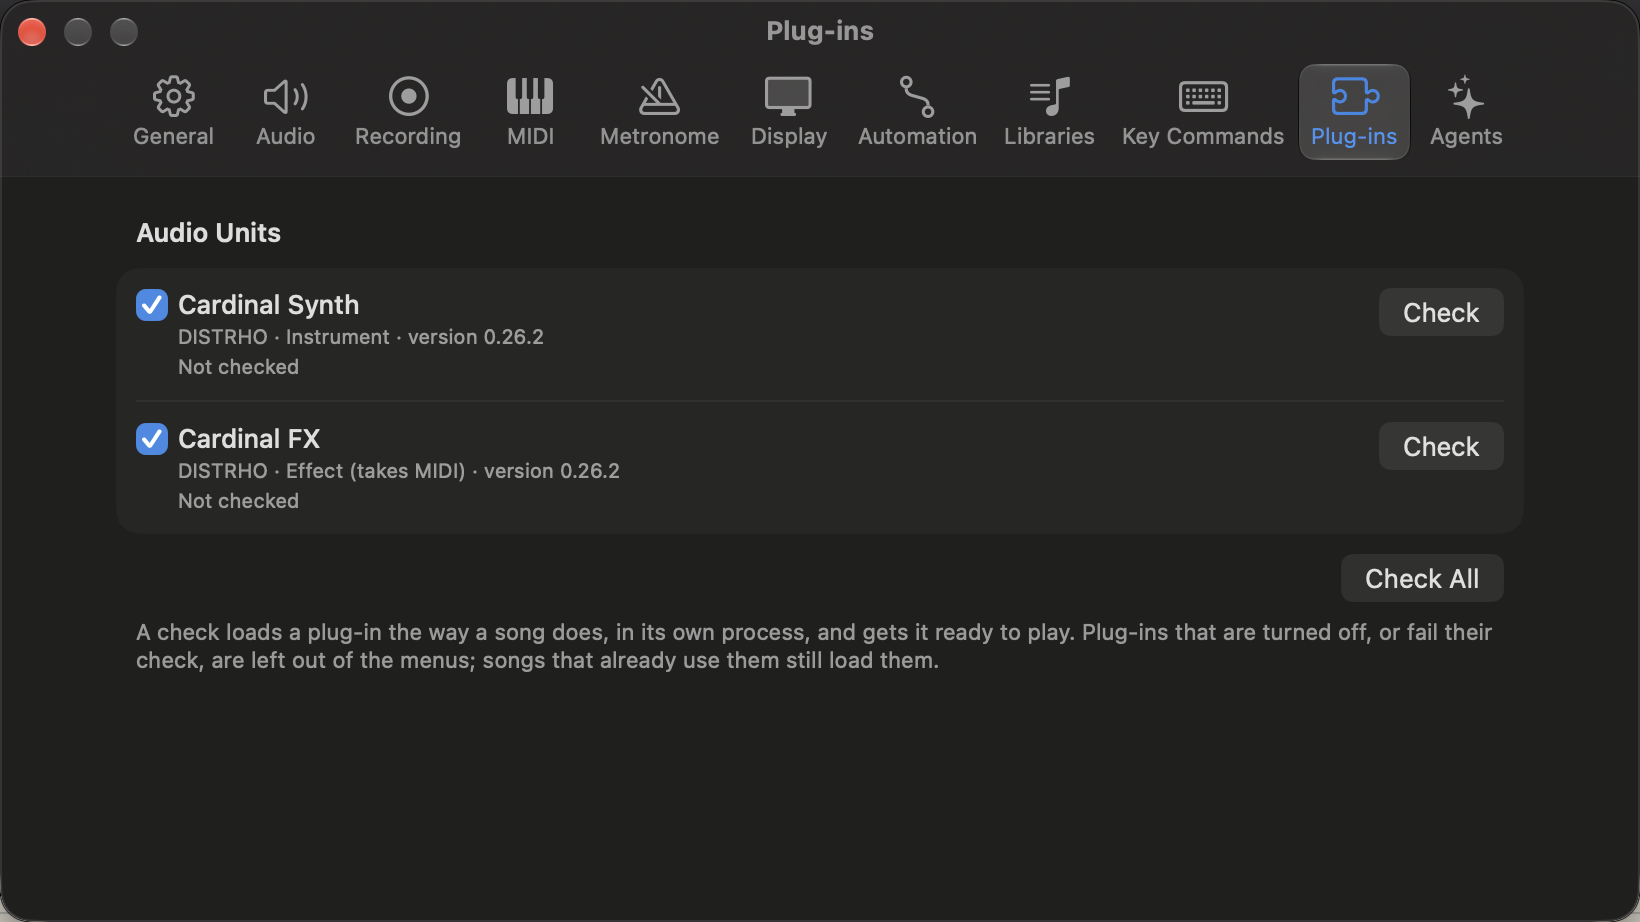 Plug-ins
General
Audio
Recording
MIDI
Metronome
Display
Automation
Libraries
Key Commands
Plug-ins
Agents
Audio Units
Cardinal Synth
DISTRHO · Instrument · version 0.26.2
Not checked
Check
Cardinal FX
DISTRHO · Effect (takes MIDI) · version 0.26.2
Not checked
Check
Check All
A check loads a plug-in the way a song does, in its own process, and gets it ready to play. Plug-ins that are turned off, or fail their
check, are left out of the menus; songs that already use them still load them.